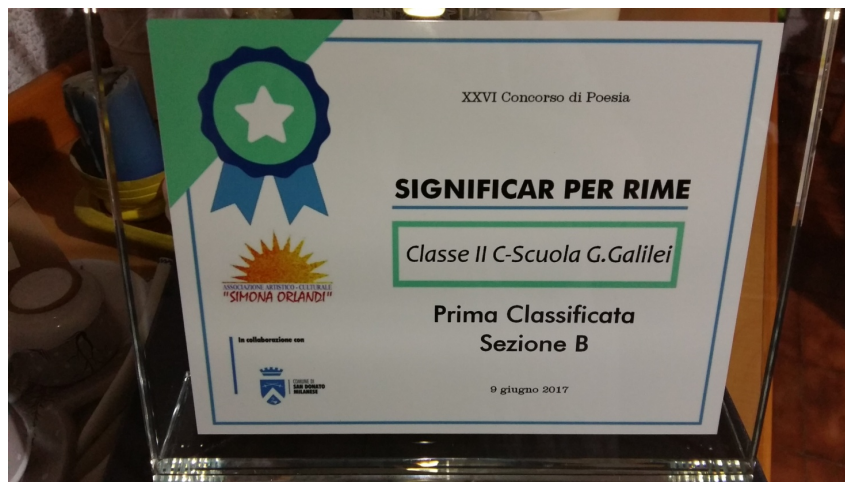 XXVI Concorso di Poesia
SIGNIFICAR PER RIME
Classe II C-Scuola G.Galilei
Prima Classificata
Sezione B
9 giugno 2017
ASSOCIAZIONE ARTISTICO-CULTURALE
"SIMONA ORLANDI"
In collaborazione con
COMUNE DI
SAN DONATO
MILANESE